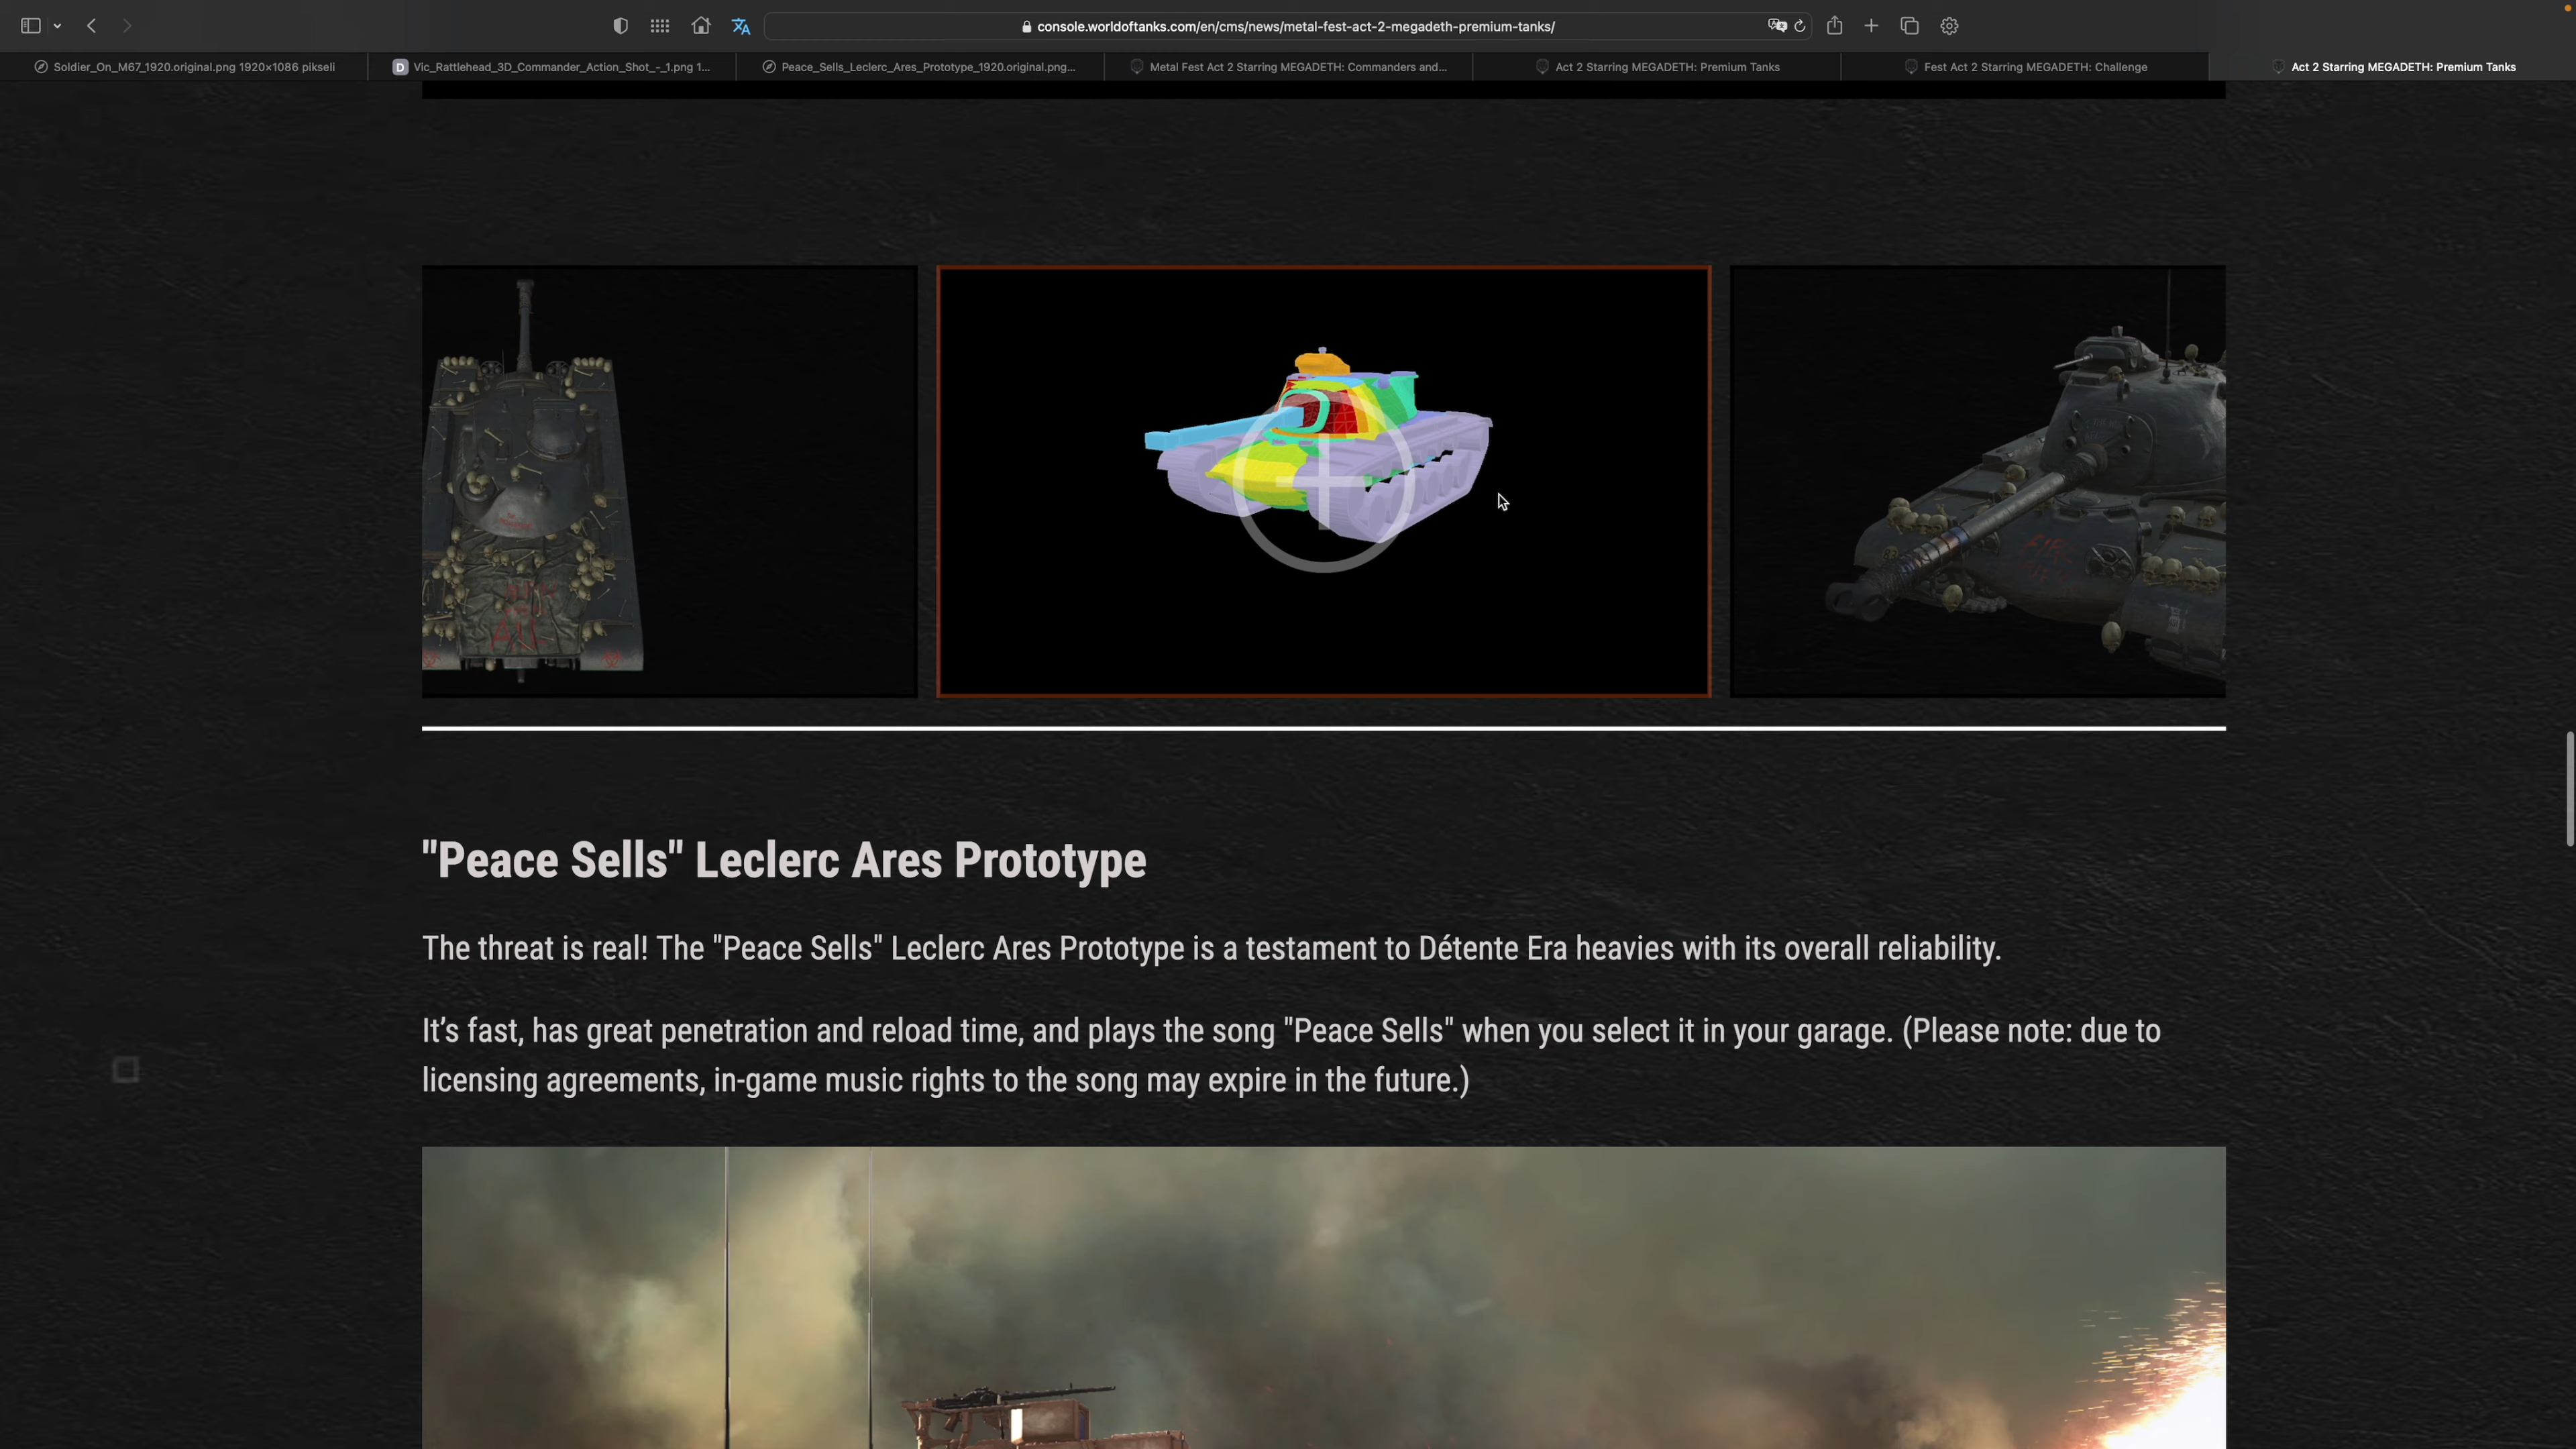 console.worldoftanks.com/en/cms/news/metal-fest-act-2-megadeth-premium-tanks/
Soldier_On_M67_1920.original.png 1920×1086 pikseli
D Vic_Rattlehead_3D_Commander_Action_Shot_-_1.png 1...
Peace_Sells_Leclerc_Ares_Prototype_1920.original.png...
Metal Fest Act 2 Starring MEGADETH: Commanders and...
Act 2 Starring MEGADETH: Premium Tanks
Fest Act 2 Starring MEGADETH: Challenge
Act 2 Starring MEGADETH: Premium Tanks
ALL
"Peace Sells" Leclerc Ares Prototype
The threat is real! The "Peace Sells" Leclerc Ares Prototype is a testament to Détente Era heavies with its overall reliability.
It's fast, has great penetration and reload time, and plays the song "Peace Sells" when you select it in your garage. (Please note: due to
licensing agreements, in-game music rights to the song may expire in the future.)